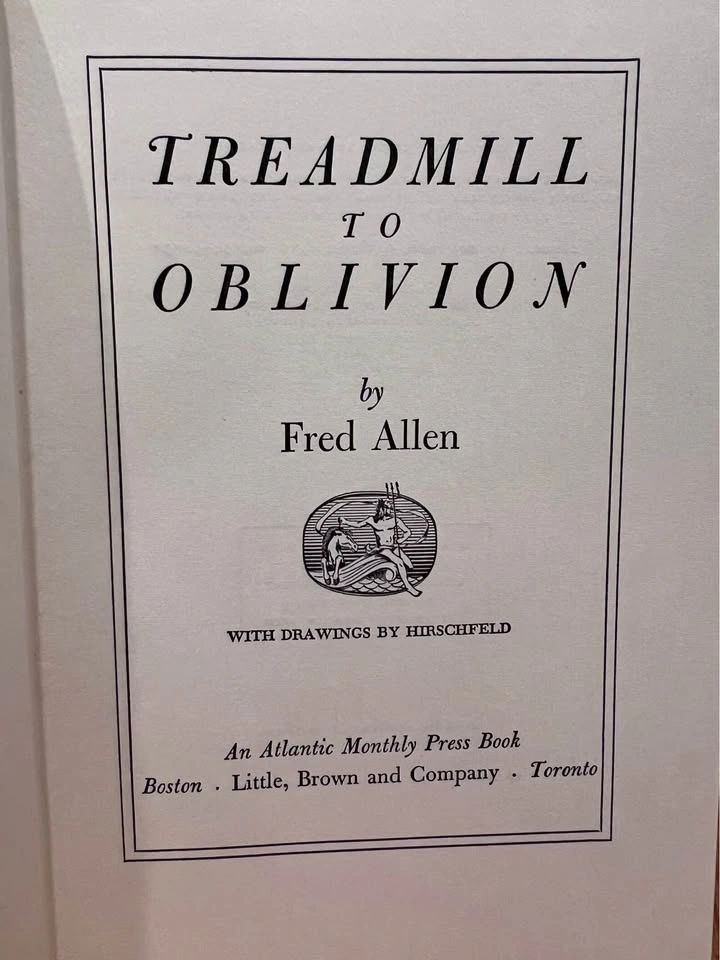 TREADMILL
TO
OBLIVION
by
Fred Allen
WITH DRAWINGS BY HIRSCHFELD
An Atlantic Monthly Press Book
Boston · Little, Brown and Company · Toronto